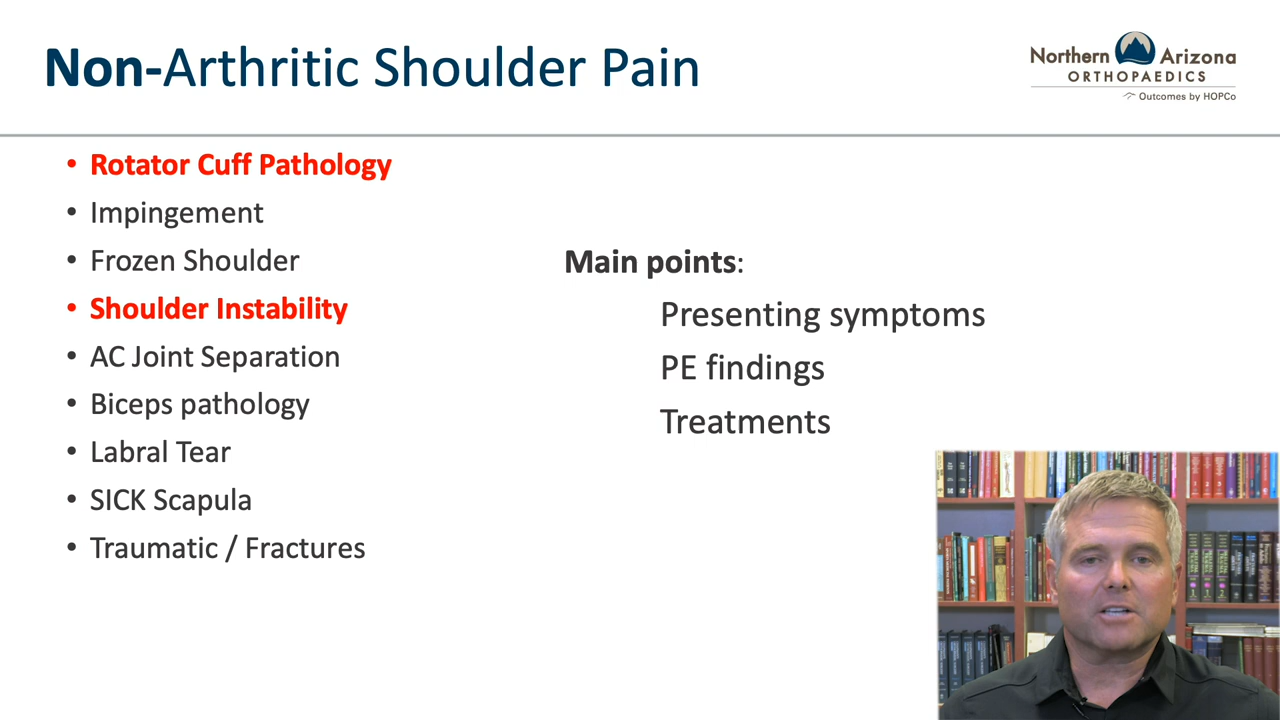 Non-Arthritic Shoulder Pain
Northern Arizona
ORTHOPAEDICS
Outcomes by HOPCo
• Rotator Cuff Pathology
• Impingement
• Frozen Shoulder
• Shoulder Instability
• AC Joint Separation
• Biceps pathology
• Labral Tear
• SICK Scapula
• Traumatic / Fractures
Main points:
Presenting symptoms
PE findings
Treatments